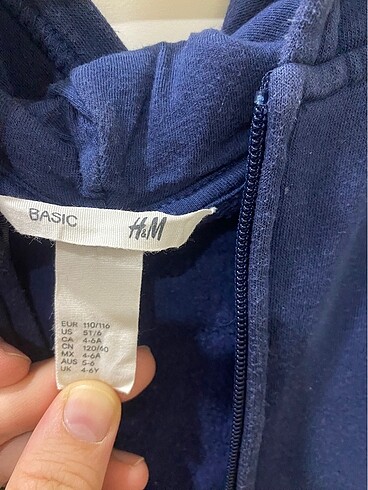 BASIC H&M
EUR 110/116
US 5T/6
CA 4-6A
CN 120/60
MX 4-6A
AUS 5-6
UK 4-6Y